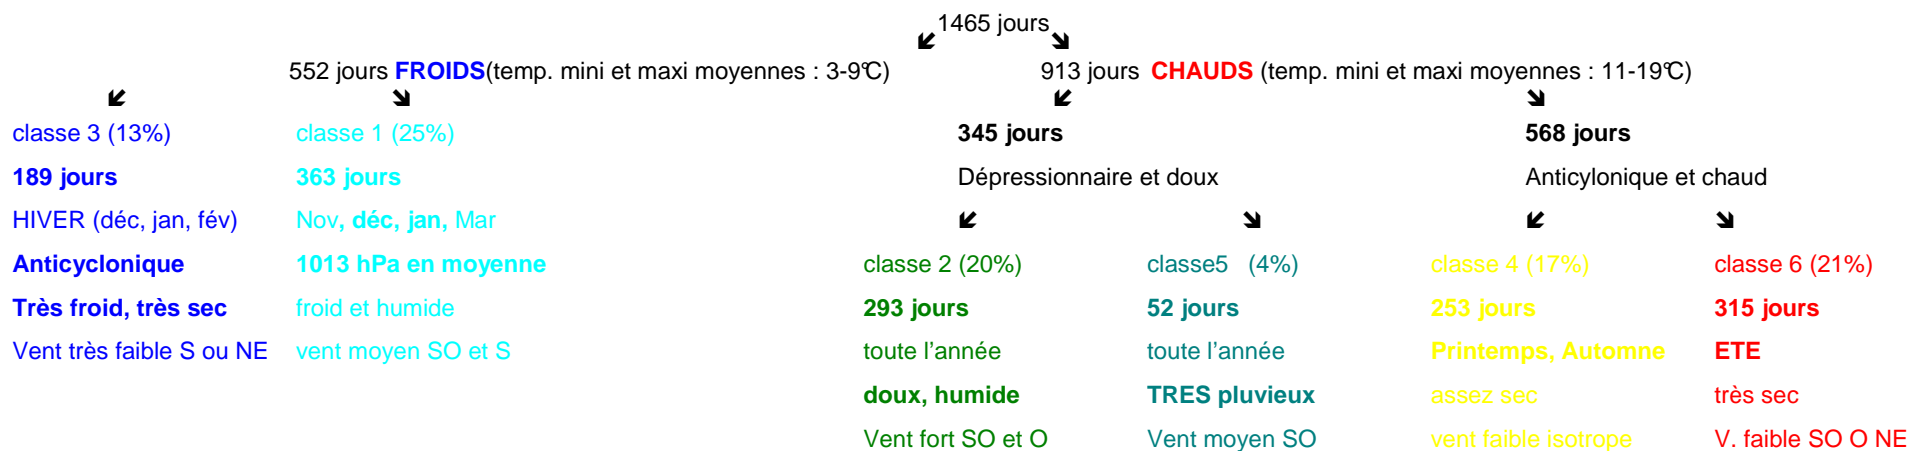 1465 jours
552 jours FROIDS(temp. mini et maxi moyennes : 3-9°C)
913 jours CHAUDS (temp. mini et maxi moyennes : 11-19°C)
classe 3 (13%)
189 jours
HIVER (déc, jan, fév)
Anticyclonique
Très froid, très sec
Vent très faible S ou NE
classe 1 (25%)
363 jours
Nov, déc, jan, Mar
1013 hPa en moyenne
froid et humide
vent moyen SO et S
345 jours
Dépressionnaire et doux
568 jours
Anticylonique et chaud
classe 2 (20%)
293 jours
toute l'année
doux, humide
Vent fort SO et O
classe5 (4%)
52 jours
toute l'année
TRES pluvieux
Vent moyen SO
classe 4 (17%)
253 jours
Printemps, Automne
assez sec
vent faible isotrope
classe 6 (21%)
315 jours
ETE
très sec
V. faible SO O NE